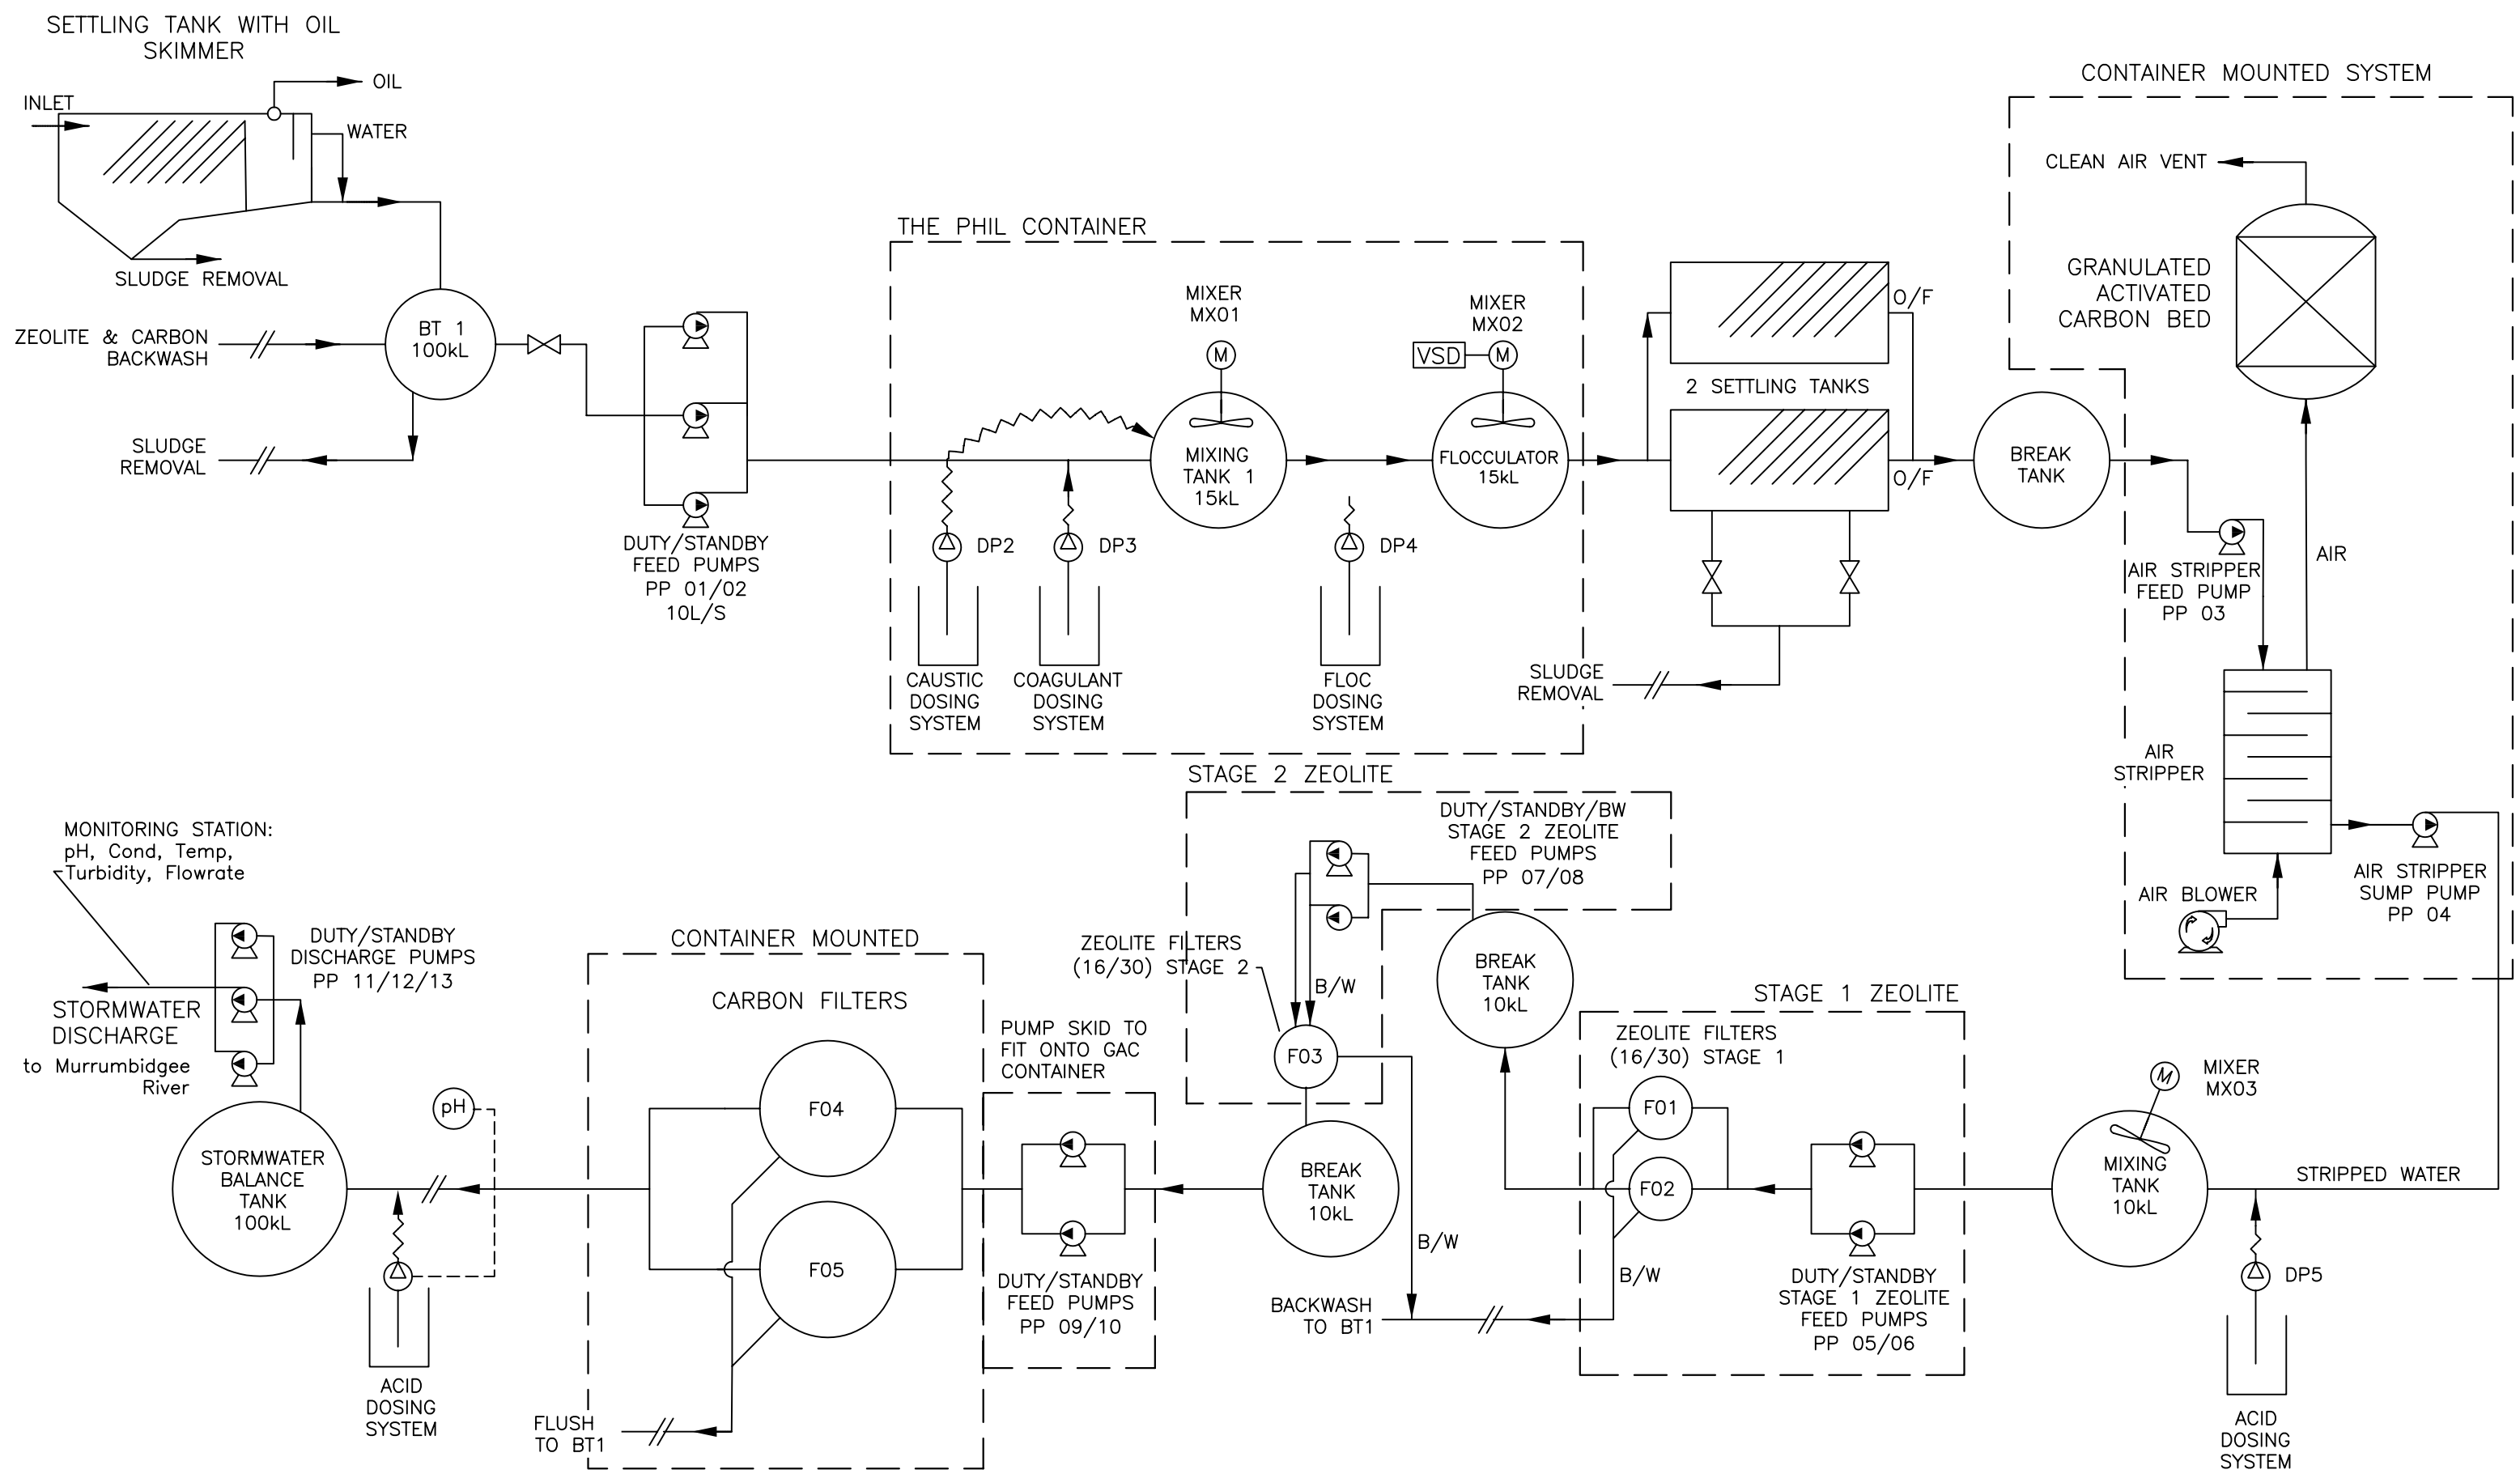 SETTLING TANK WITH OIL
SKIMMER
INLET
OIL
WATER
SLUDGE REMOVAL
ZEOLITE & CARBON
BACKWASH
BT 1
100kL
SLUDGE
REMOVAL
DUTY/STANDBY
FEED PUMPS
PP 01/02
10L/S
THE PHIL CONTAINER
MIXER
MX01
M
MIXING
TANK 1
15kL
MIXER
MX02
VSD
M
FLOCCULATOR
15kL
DP2
DP3
DP4
CAUSTIC
DOSING
SYSTEM
COAGULANT
DOSING
SYSTEM
FLOC
DOSING
SYSTEM
O/F
2 SETTLING TANKS
O/F
SLUDGE
REMOVAL
BREAK
TANK
CONTAINER MOUNTED SYSTEM
CLEAN AIR VENT
GRANULATED
ACTIVATED
CARBON BED
AIR
AIR STRIPPER
FEED PUMP
PP 03
AIR
STRIPPER
AIR BLOWER
AIR STRIPPER
SUMP PUMP
PP 04
STRIPPED WATER
MIXER
MX03
M
MIXING
TANK
10kL
DP5
ACID
DOSING
SYSTEM
STAGE 1 ZEOLITE
ZEOLITE FILTERS
(16/30) STAGE 1
F01
F02
B/W
DUTY/STANDBY
STAGE 1 ZEOLITE
FEED PUMPS
PP 05/06
STAGE 2 ZEOLITE
DUTY/STANDBY/BW
STAGE 2 ZEOLITE
FEED PUMPS
PP 07/08
ZEOLITE FILTERS
(16/30) STAGE 2
B/W
F03
BREAK
TANK
10kL
BREAK
TANK
10kL
B/W
BACKWASH
TO BT1
PUMP SKID TO
FIT ONTO GAC
CONTAINER
DUTY/STANDBY
FEED PUMPS
PP 09/10
CONTAINER MOUNTED
CARBON FILTERS
F04
F05
FLUSH
TO BT1
pH
ACID
DOSING
SYSTEM
STORMWATER
BALANCE
TANK
100kL
DUTY/STANDBY
DISCHARGE PUMPS
PP 11/12/13
MONITORING STATION:
pH, Cond, Temp,
Turbidity, Flowrate
STORMWATER
DISCHARGE
to Murrumbidgee
River